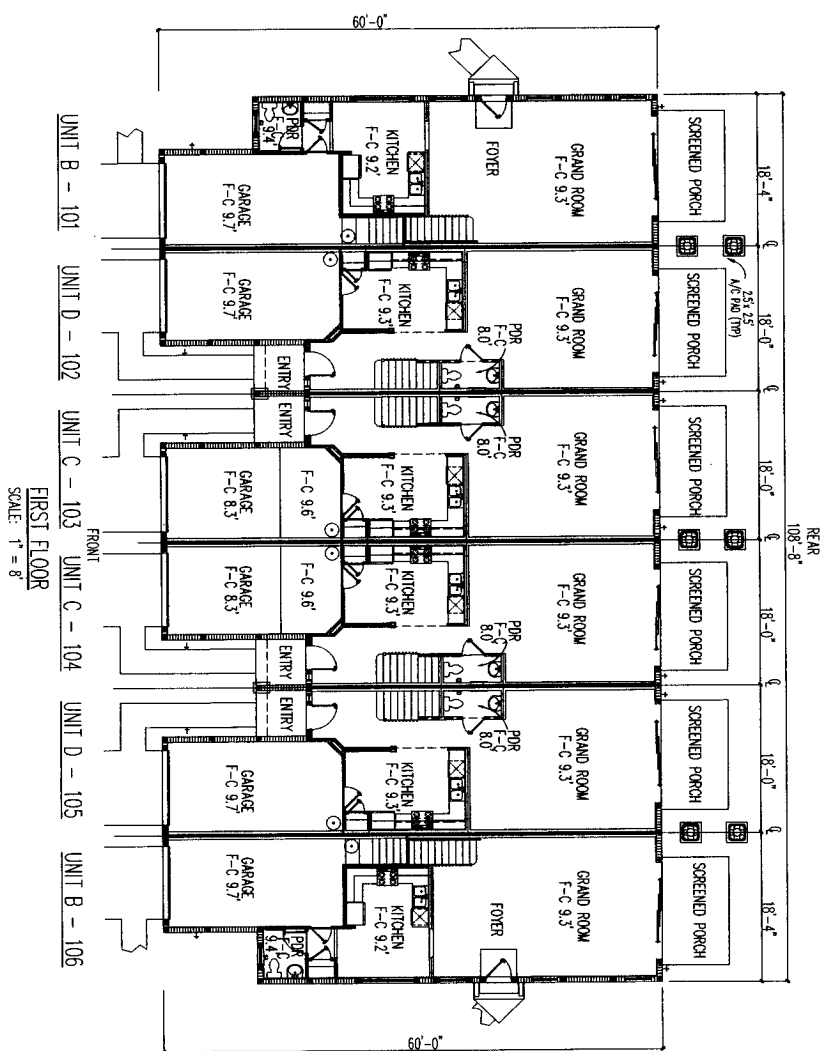 60'-0"
SCREENED PORCH
18'-4"
GRAND ROOM
F-C 9.3'
FOYER
KITCHEN
F-C 9.2'
PDR
F-C
9.4'
GARAGE
F-C 9.7'
UNIT B - 101
2.5' x 2.5'
A/C PAD (TYP)
SCREENED PORCH
18'-0"
GRAND ROOM
F-C 9.3'
PDR
F-C
8.0'
KITCHEN
F-C 9.3'
GARAGE
F-C 9.7'
ENTRY
UNIT D - 102
SCREENED PORCH
18'-0"
GRAND ROOM
F-C 9.3'
PDR
F-C
8.0'
KITCHEN
F-C 9.3'
ENTRY
F-C 9.6'
GARAGE
F-C 8.3'
UNIT C - 103
REAR
108'-8"
FRONT
FIRST FLOOR
SCALE: 1" = 8'
SCREENED PORCH
18'-0"
GRAND ROOM
F-C 9.3'
PDR
F-C
8.0'
KITCHEN
F-C 9.3'
F-C 9.6'
GARAGE
F-C 8.3'
ENTRY
UNIT C - 104
SCREENED PORCH
18'-0"
GRAND ROOM
F-C 9.3'
PDR
F-C
8.0'
KITCHEN
F-C 9.3'
ENTRY
GARAGE
F-C 9.7'
UNIT D - 105
SCREENED PORCH
18'-4"
GRAND ROOM
F-C 9.3'
FOYER
KITCHEN
F-C 9.2'
PDR
F-C
9.4'
GARAGE
F-C 9.7'
UNIT B - 106
60'-0"